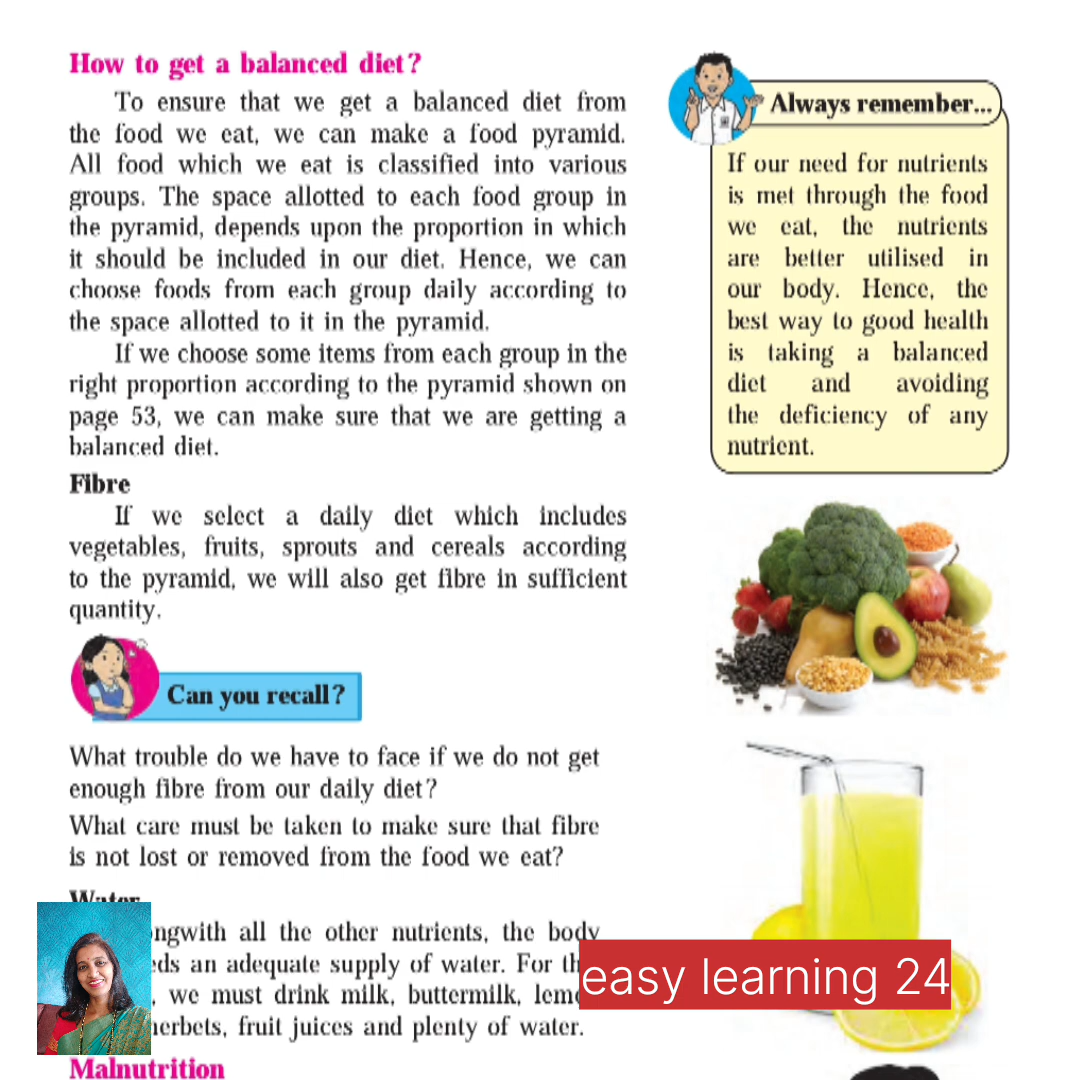 How to get a balanced diet?
To ensure that we get a balanced diet from
the food we eat, we can make a food pyramid.
All food which we eat is classified into various
groups. The space allotted to each food group in
the pyramid, depends upon the proportion in which
it should be included in our diet. Hence, we can
choose foods from each group daily according to
the space allotted to it in the pyramid.
If we choose some items from each group in the
right proportion according to the pyramid shown on
page 53, we can make sure that we are getting a
balanced diet.
Fibre
If we select a daily diet which includes
vegetables, fruits, sprouts and cereals according
to the pyramid, we will also get fibre in sufficient
quantity.
Can you recall?
What trouble do we have to face if we do not get
enough fibre from our daily diet?
What care must be taken to make sure that fibre
is not lost or removed from the food we eat?
Water
all the other nutrients, the body
an adequate supply of water. For
we must drink milk, buttermilk,
fruit juices and plenty of water.
Malnutrition
Always remember...
If our need for nutrients
is met through the food
we eat, the nutrients
are better utilised in
our body. Hence, the
best way to good health
is taking a balanced
diet and avoiding
the deficiency of any
nutrient.
easy learning 24